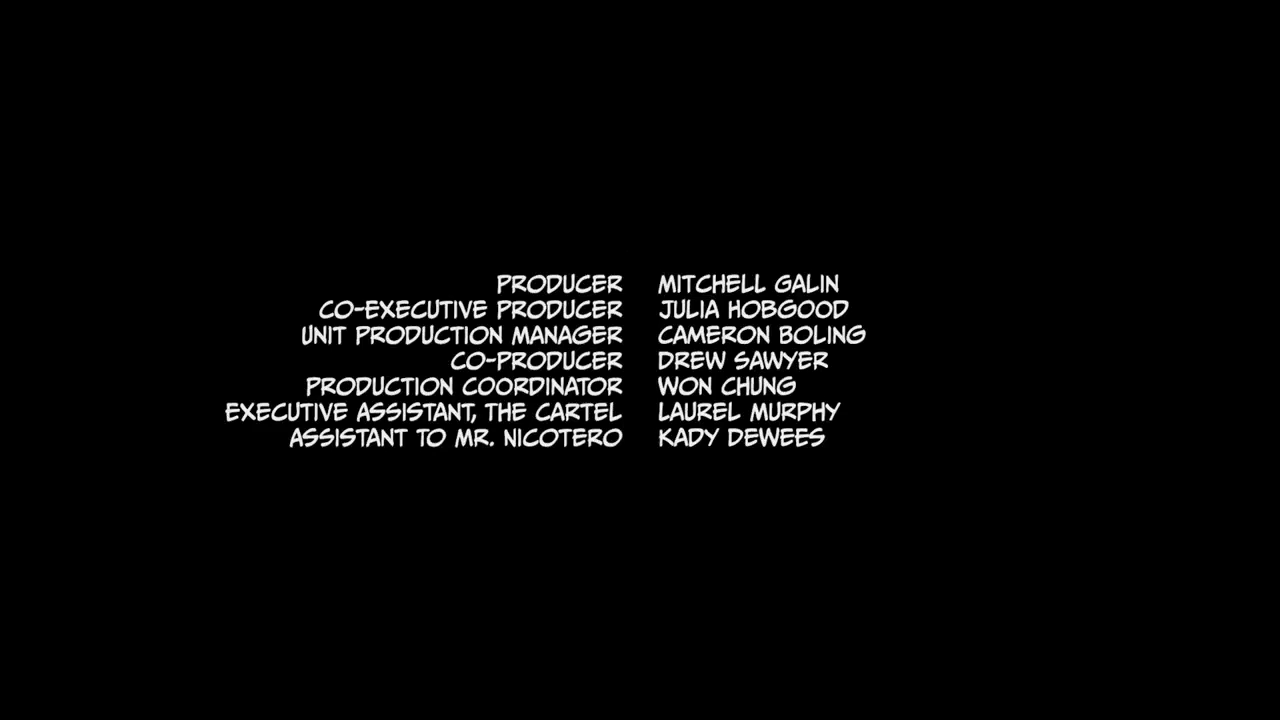 PRODUCER MITCHELL GALIN
CO-EXECUTIVE PRODUCER JULIA HOBGOOD
UNIT PRODUCTION MANAGER CAMERON BOLING
CO-PRODUCER DREW SAWYER
PRODUCTION COORDINATOR WON CHUNG
EXECUTIVE ASSISTANT, THE CARTEL LAUREL MURPHY
ASSISTANT TO MR. NICOTERO KADY DEWEES